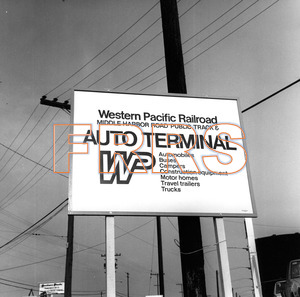 Western Pacific Railroad
MIDDLE HARBOR ROAD PUBLIC TRACK 6
AUTO TERMINAL
FRRKS
WP
Automobiles
Buses
Campers
Construction equipment
Motor homes
Travel trailers
Trucks